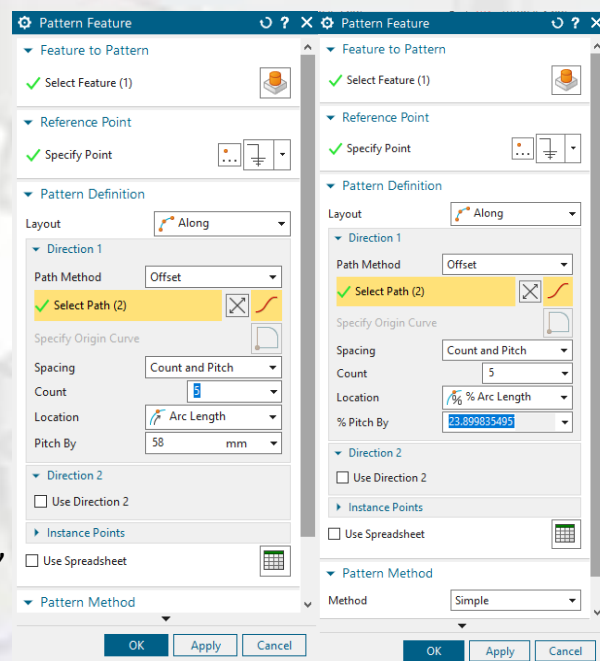 Pattern Feature
Feature to Pattern
Select Feature (1)
Reference Point
Specify Point
Pattern Definition
Layout Along
Direction 1
Path Method Offset
Select Path (2)
Specify Origin Curve
Spacing Count and Pitch
Count 5
Location Arc Length
Pitch By 58 mm
Direction 2
Use Direction 2
Instance Points
Use Spreadsheet
Pattern Method
OK Apply Cancel
Pattern Feature
Feature to Pattern
Select Feature (1)
Reference Point
Specify Point
Pattern Definition
Layout Along
Direction 1
Path Method Offset
Select Path (2)
Specify Origin Curve
Spacing Count and Pitch
Count 5
Location % Arc Length
% Pitch By 23.899835495
Direction 2
Use Direction 2
Instance Points
Use Spreadsheet
Pattern Method
Method Simple
OK Apply Cancel